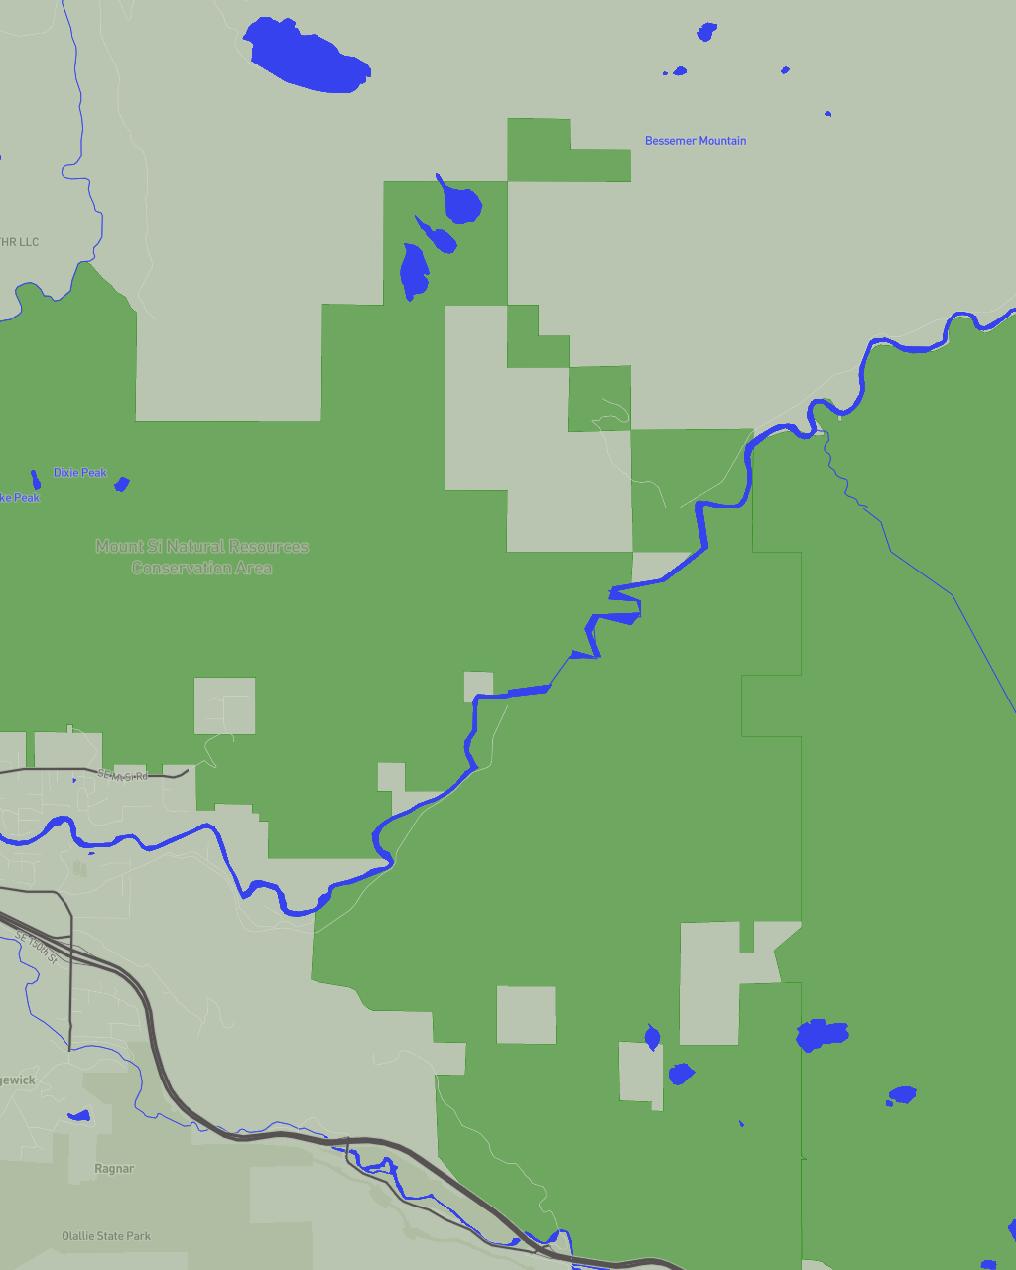 Bessemer Mountain
THR LLC
Dixie Peak
ke Peak
Mount Si Natural Resources
Conservation Area
SE Mt Si Rd
SE 150th St
gewick
Ragnar
Olallie State Park